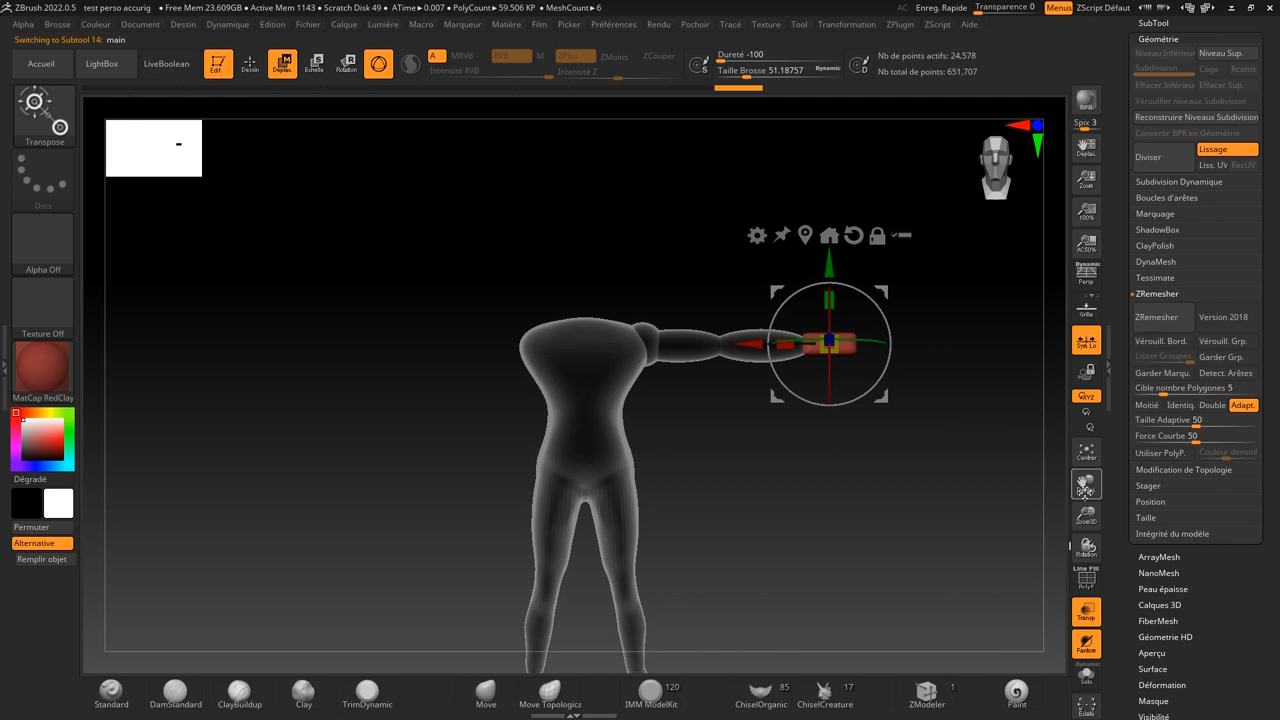 ZBrush 2022.0.5 test perso accurig • Free Mem 23.609GB • Active Mem 1143 • Scratch Disk 49 • ATime▸0.007 • PolyCount▸59.506 KP • MeshCount▸6 AC Enreg. Rapide Transparence 0 Menus ZScript Défaut
Alpha Brosse Couleur Document Dessin Dynamique Edition Fichier Calque Lumière Macro Marqueur Matière Film Picker Préférences Rendu Pochoir Tracé Texture Tool Transformation ZPlugin ZScript Aide
Switching to Subtool 14: main
Accueil LightBox LiveBoolean Edit Dessin Déplac. Echelle Rotation A MRVB RVB M ZPlus ZMoins ZCouper
Intensité RVB Intensité Z
Dureté -100
Taille Brosse 51.18757 Dynamic
S D
Nb de points actifs: 24,578
Nb total de points: 651,707
Transpose
Dots
Alpha Off
Texture Off
MatCap RedClay
Dégradé
Permuter
Alternative
Remplir objet
BPR
Spix 3
Déplac.
Zoom
100%
AC50%
Dynamic
Persp
Grille
Sym. Lo
XYZ
Centrer
Zoom3D
Rotation
Line Fill
PolyF
Transp
Fantom
Dynamic
Solo
Eclaté
SubTool
Géométrie
Niveau Inférieur Niveau Sup.
Subdivision Cage Rconst
Effacer Inférieur Effacer Sup.
Vérouiller niveaux Subdivision
Reconstruire Niveaux Subdivision
Convertir BPR en Géométrie
Diviser Lissage
Liss. UV RecUV
Subdivision Dynamique
Boucles d'arêtes
Marquage
ShadowBox
ClayPolish
DynaMesh
Tessimate
ZRemesher
ZRemesher Version 2018
Vérouill. Bord. Vérouill. Grp.
Lisser Groupes Garder Grp.
Garder Marqu. Detect. Arêtes
Cible nombre Polygones 5
Moitié Identiq. Double Adapt.
Taille Adaptive 50
Force Courbe 50
Utiliser PolyP. Couleur densité
Modification de Topologie
Stager
Position
Taille
Intégrité du modèle
ArrayMesh
NanoMesh
Peau épaisse
Calques 3D
FiberMesh
Géometrie HD
Aperçu
Surface
Déformation
Masque
Visibilité
120 85 17 1
Standard DamStandard ClayBuildup Clay TrimDynamic Move Move Topologica IMM ModelKit ChiselOrganic ChiselCreature ZModeler Paint